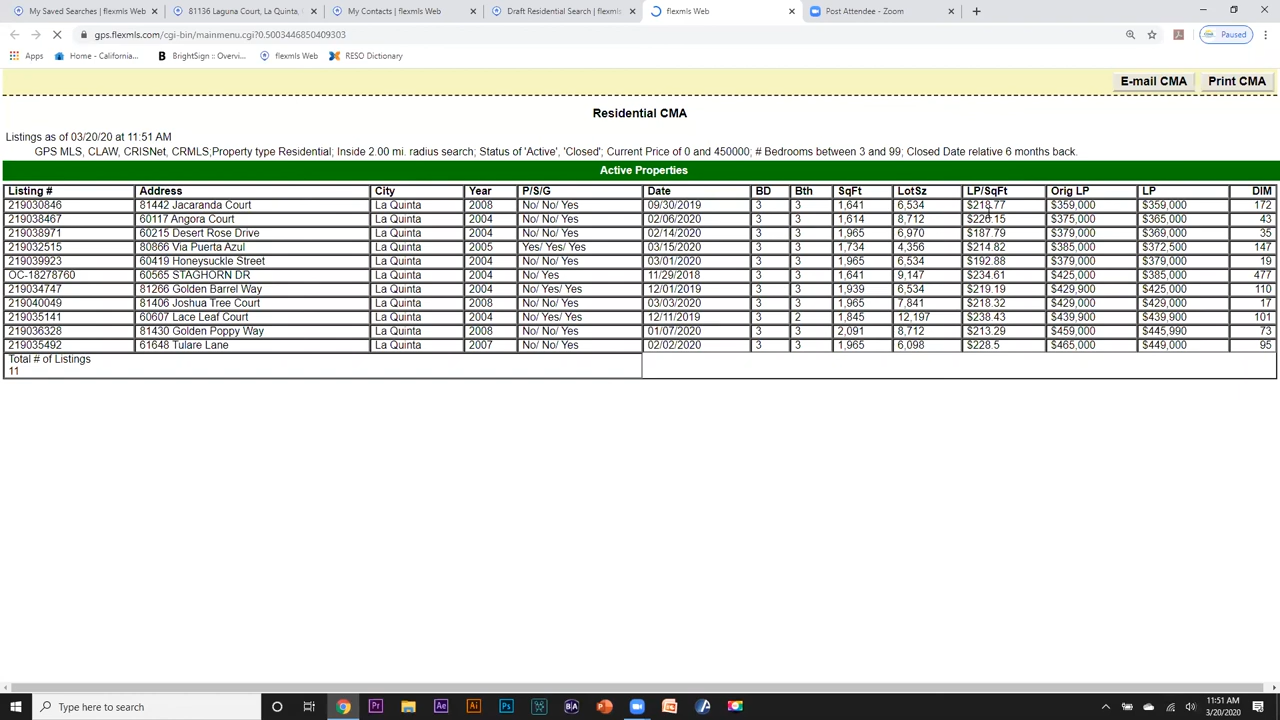 My Saved Searches | flexmls Web
81136 Laguna Court, La Quinta,
My Contacts | flexmls Web
Draft Residential Search | flexmls
flexmls Web
Post Attendee - Zoom
gps.flexmls.com/cgi-bin/mainmenu.cgi?0.5003446850409303
Paused
Apps
Home - California...
BrightSign :: Overvi...
flexmls Web
RESO Dictionary
E-mail CMA
Print CMA
Residential CMA
Listings as of 03/20/20 at 11:51 AM
GPS MLS, CLAW, CRISNet, CRMLS;Property type Residential; Inside 2.00 mi. radius search; Status of 'Active', 'Closed'; Current Price of 0 and 450000; # Bedrooms between 3 and 99; Closed Date relative 6 months back.
Active Properties
Listing # Address City Year P/S/G Date BD Bth SqFt LotSz LP/SqFt Orig LP LP DIM
219030846 81442 Jacaranda Court La Quinta 2008 No/ No/ Yes 09/30/2019 3 3 1,641 6,534 $218.77 $359,000 $359,000 172
219038467 60117 Angora Court La Quinta 2004 No/ No/ Yes 02/06/2020 3 3 1,614 8,712 $226.15 $375,000 $365,000 43
219038971 60215 Desert Rose Drive La Quinta 2004 No/ No/ Yes 02/14/2020 3 3 1,965 6,970 $187.79 $379,000 $369,000 35
219032515 80866 Via Puerta Azul La Quinta 2005 Yes/ Yes/ Yes 03/15/2020 3 3 1,734 4,356 $214.82 $385,000 $372,500 147
219039923 60419 Honeysuckle Street La Quinta 2004 No/ No/ Yes 03/01/2020 3 3 1,965 6,534 $192.88 $379,000 $379,000 19
OC-18278760 60565 STAGHORN DR La Quinta 2004 No/ Yes 11/29/2018 3 3 1,641 9,147 $234.61 $425,000 $385,000 477
219034747 81266 Golden Barrel Way La Quinta 2004 No/ Yes/ Yes 12/01/2019 3 3 1,939 6,534 $219.19 $429,900 $425,000 110
219040049 81406 Joshua Tree Court La Quinta 2008 No/ No/ Yes 03/03/2020 3 3 1,965 7,841 $218.32 $429,000 $429,000 17
219035141 60607 Lace Leaf Court La Quinta 2004 No/ Yes/ Yes 12/11/2019 3 2 1,845 12,197 $238.43 $439,900 $439,900 101
219036328 81430 Golden Poppy Way La Quinta 2008 No/ No/ Yes 01/07/2020 3 3 2,091 8,712 $213.29 $459,000 $445,990 73
219035492 61648 Tulare Lane La Quinta 2007 No/ No/ Yes 02/02/2020 3 3 1,965 6,098 $228.5 $465,000 $449,000 95
Total # of Listings
11
Type here to search
11:51 AM
3/20/2020